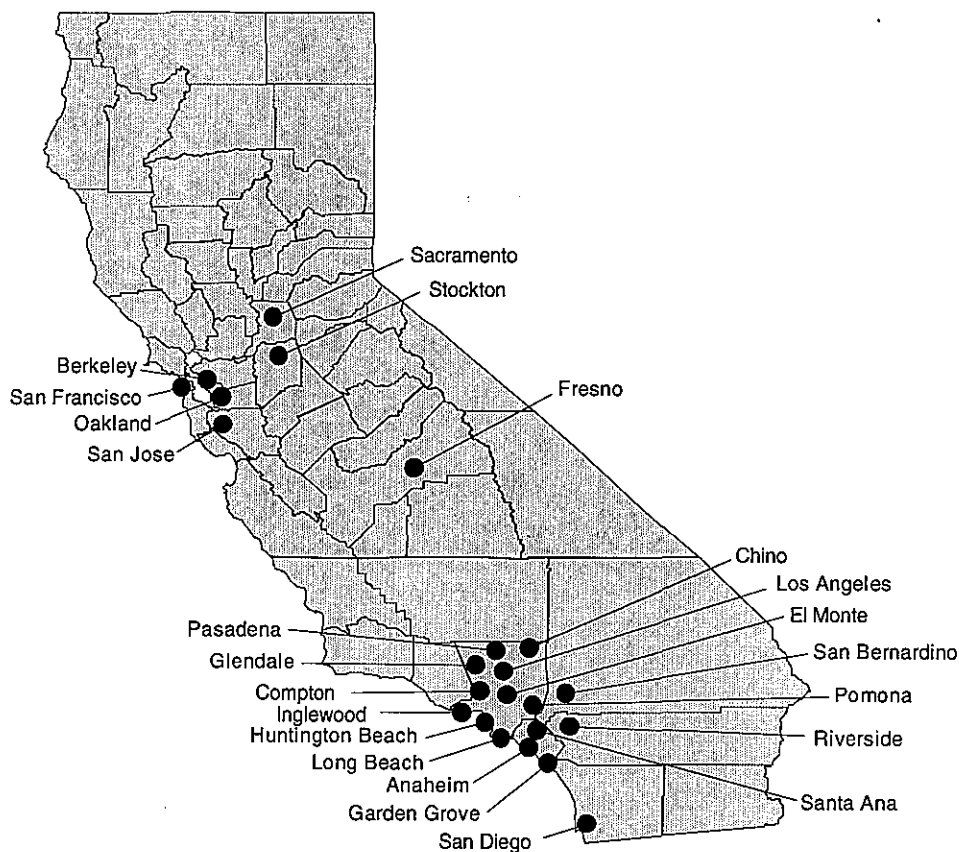 Sacramento
Stockton
Berkeley
San Francisco
Oakland
San Jose
Fresno
Chino
Los Angeles
El Monte
San Bernardino
Pomona
Riverside
Santa Ana
Pasadena
Glendale
Compton
Inglewood
Huntington Beach
Long Beach
Anaheim
Garden Grove
San Diego